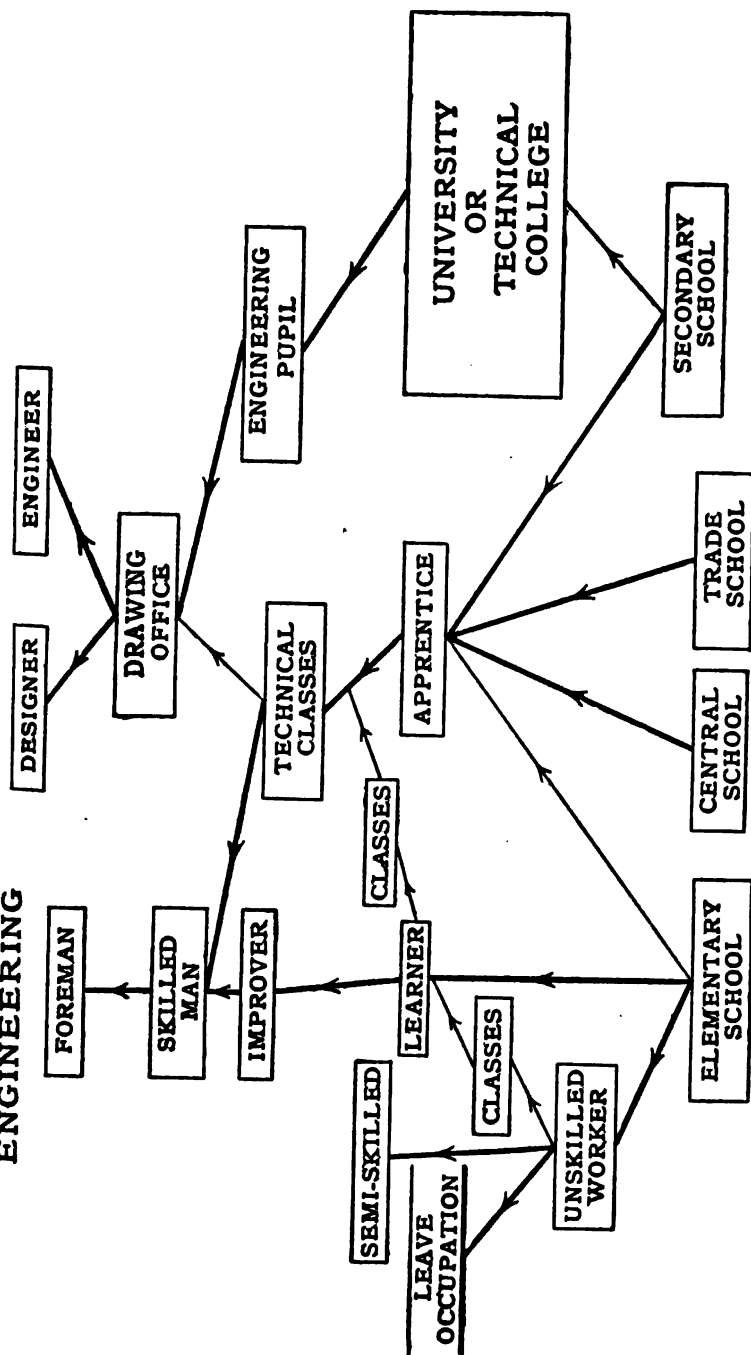 ENGINEERING
FOREMAN
DESIGNER
ENGINEER
SKILLED
MAN
DRAWING
OFFICE
IMPROVER
TECHNICAL
CLASSES
ENGINEERING
PUPIL
SEMI-SKILLED
CLASSES
LEAVE
OCCUPATION
LEARNER
APPRENTICE
UNIVERSITY
OR
TECHNICAL
COLLEGE
CLASSES
UNSKILLED
WORKER
ELEMENTARY
SCHOOL
CENTRAL
SCHOOL
TRADE
SCHOOL
SECONDARY
SCHOOL